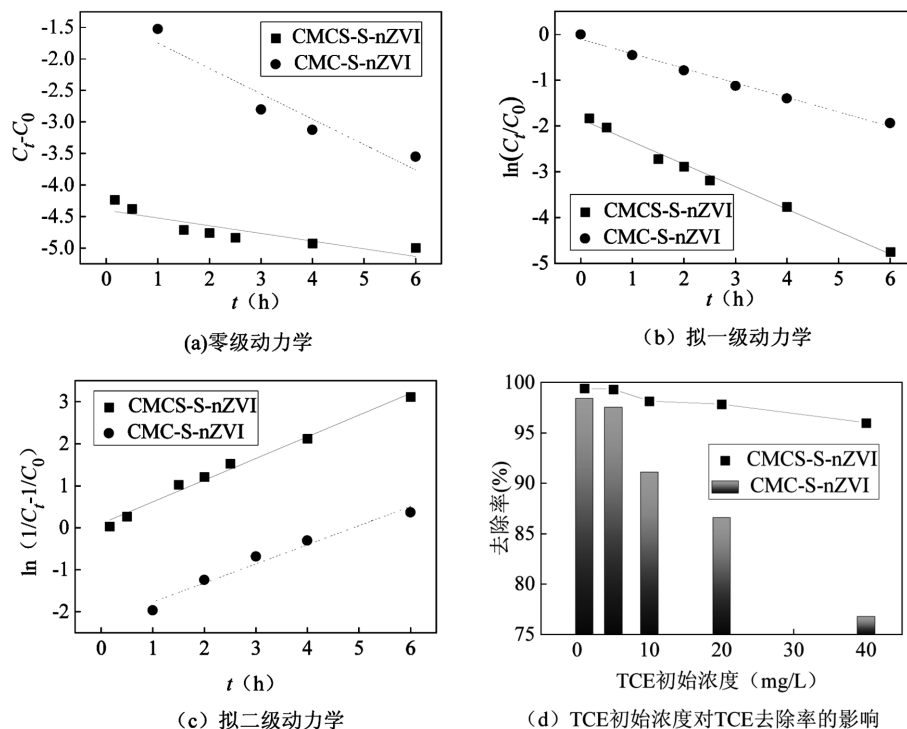 -1.5
-2.0
-2.5
-3.0
-3.5
-4.0
-4.5
-5.0
Ct-C0
CMCS-S-nZVI
CMC-S-nZVI
0 1 2 3 4 5 6
t（h）
(a)零级动力学
0
-1
-2
-3
-4
-5
ln(Ct/C0)
CMCS-S-nZVI
CMC-S-nZVI
0 1 2 3 4 5 6
t（h）
（b）拟一级动力学
3
2
1
0
-1
-2
ln（1/Ct-1/C0）
CMCS-S-nZVI
CMC-S-nZVI
0 1 2 3 4 5 6
t（h）
（c）拟二级动力学
100
95
90
85
80
75
去除率(%)
CMCS-S-nZVI
CMC-S-nZVI
0 10 20 30 40
TCE初始浓度（mg/L）
（d）TCE初始浓度对TCE去除率的影响